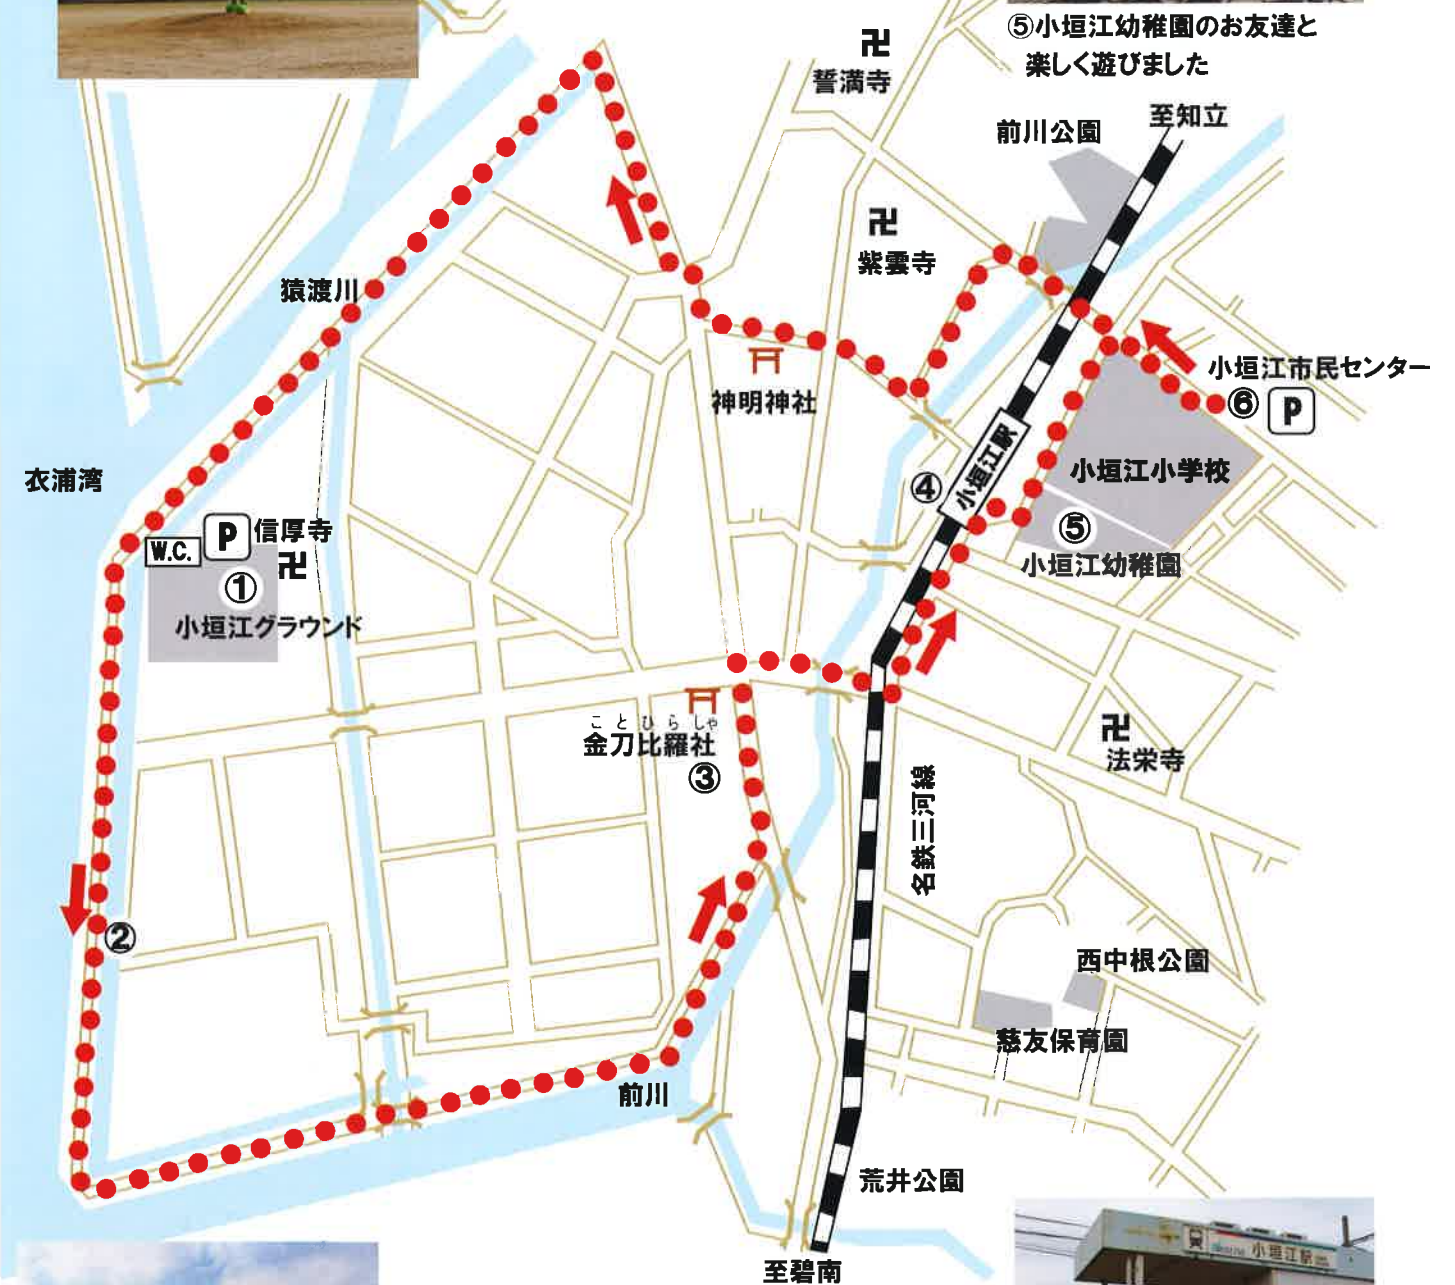 ⑤小垣江幼稚園のお友達と
楽しく遊びました
誓満寺
至知立
前川公園
紫雲寺
猿渡川
小垣江市民センター
⑥ P
神明神社
衣浦湾
小垣江駅
④
小垣江小学校
⑤
小垣江幼稚園
W.C. P 信厚寺
①
小垣江グラウンド
ことひらしゃ
金刀比羅社
③
法栄寺
名鉄三河線
②
西中根公園
慈友保育園
前川
荒井公園
至碧南
小垣江駅